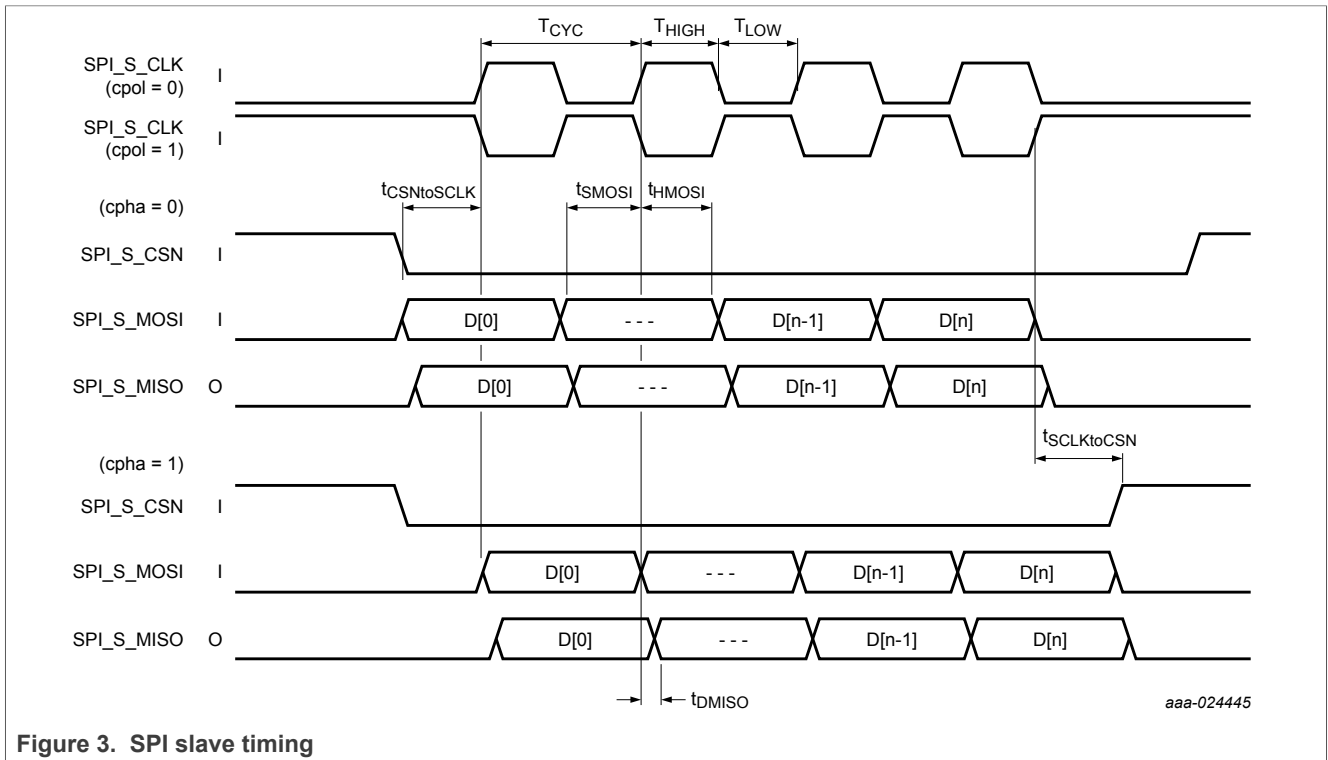 TCYC THIGH TLOW
SPI_S_CLK I
(cpol = 0)
SPI_S_CLK I
(cpol = 1)
tCSNtoSCLK tSMOSI tHMOSI
(cpha = 0)
SPI_S_CSN I
SPI_S_MOSI I D[0] - - - D[n-1] D[n]
SPI_S_MISO O D[0] - - - D[n-1] D[n]
tSCLKtoCSN
(cpha = 1)
SPI_S_CSN I
SPI_S_MOSI I D[0] - - - D[n-1] D[n]
SPI_S_MISO O D[0] - - - D[n-1] D[n]
tDMISO
aaa-024445
Figure 3. SPI slave timing